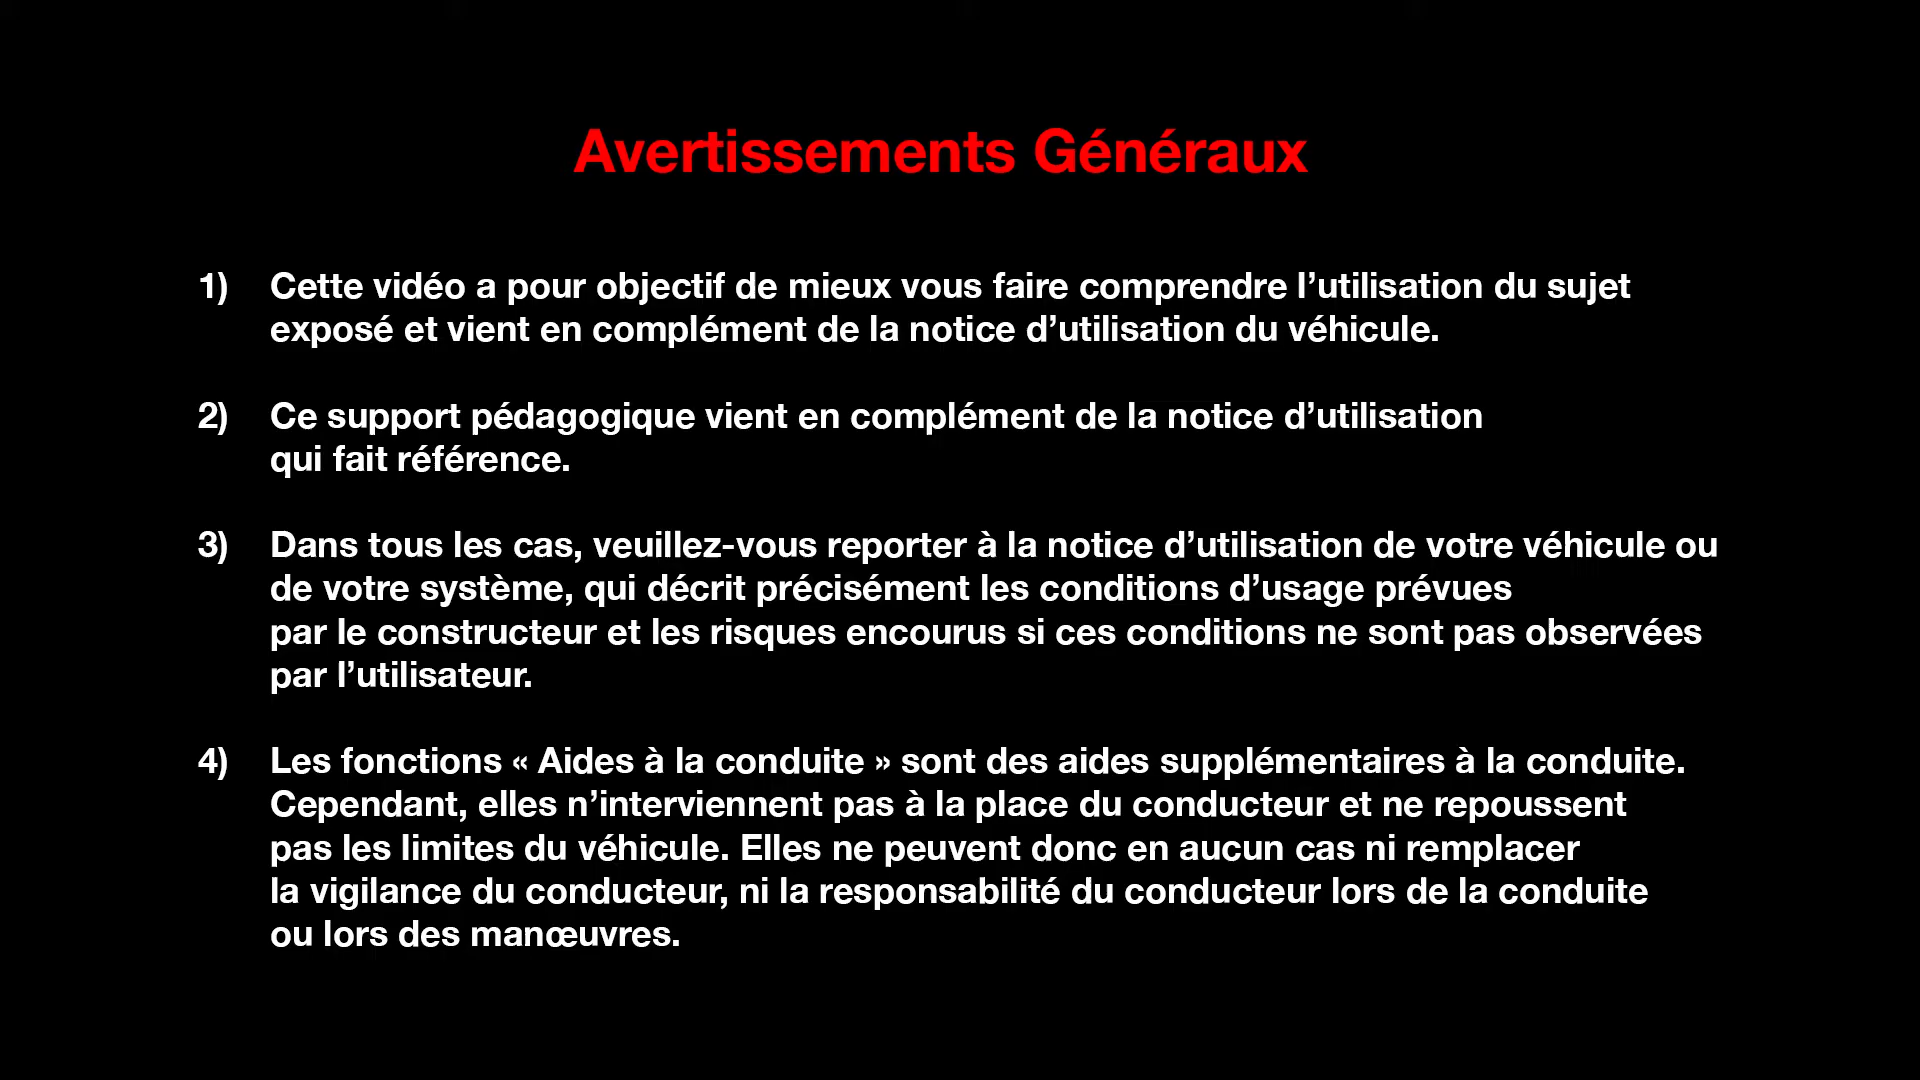 Avertissements Généraux
1) Cette vidéo a pour objectif de mieux vous faire comprendre l’utilisation du sujet
exposé et vient en complément de la notice d’utilisation du véhicule.
2) Ce support pédagogique vient en complément de la notice d’utilisation
qui fait référence.
3) Dans tous les cas, veuillez-vous reporter à la notice d’utilisation de votre véhicule ou
de votre système, qui décrit précisément les conditions d’usage prévues
par le constructeur et les risques encourus si ces conditions ne sont pas observées
par l’utilisateur.
4) Les fonctions « Aides à la conduite » sont des aides supplémentaires à la conduite.
Cependant, elles n’interviennent pas à la place du conducteur et ne repoussent
pas les limites du véhicule. Elles ne peuvent donc en aucun cas ni remplacer
la vigilance du conducteur, ni la responsabilité du conducteur lors de la conduite
ou lors des manœuvres.